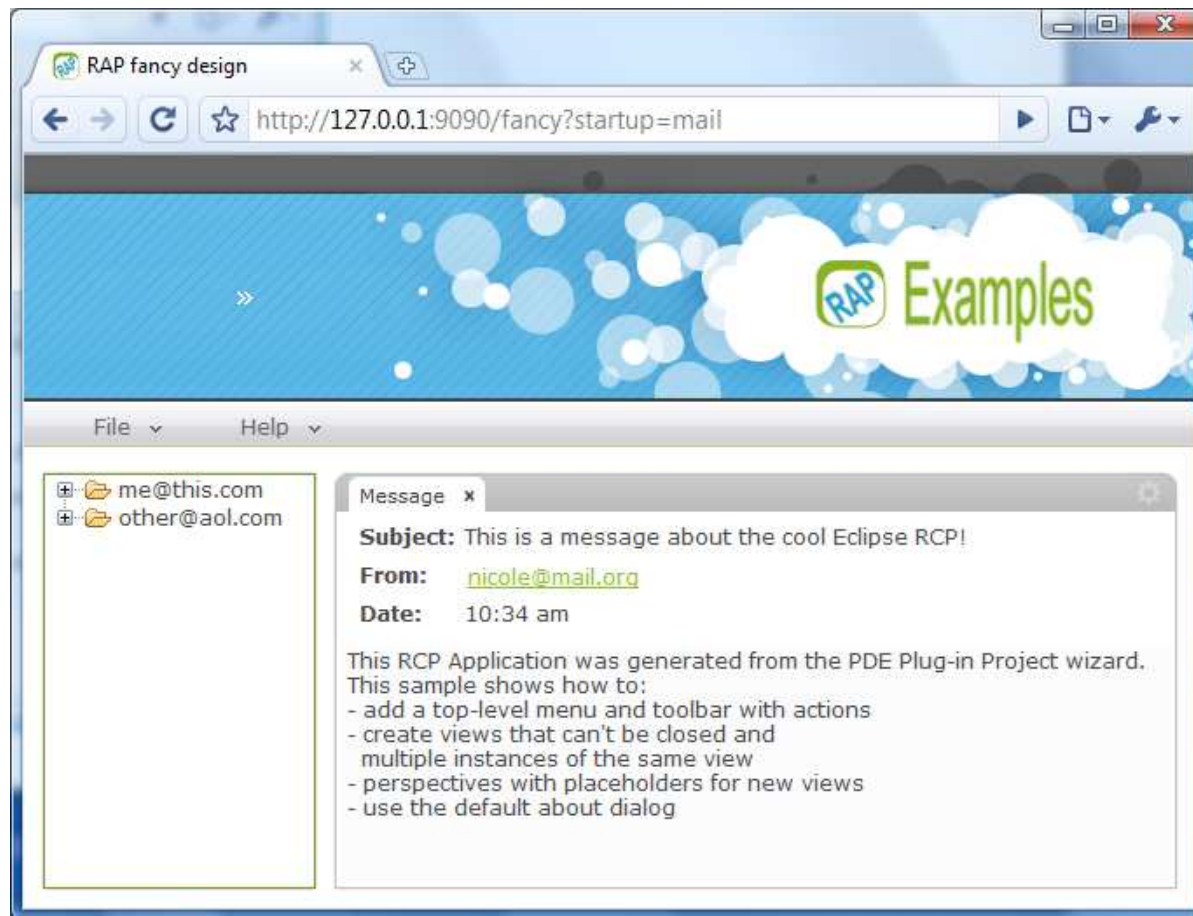 RAP fancy design
http://127.0.0.1:9090/fancy?startup=mail
RAP Examples
File Help
me@this.com
other@aol.com
Message
Subject: This is a message about the cool Eclipse RCP!
From: nicole@mail.org
Date: 10:34 am
This RCP Application was generated from the PDE Plug-in Project wizard.
This sample shows how to:
- add a top-level menu and toolbar with actions
- create views that can't be closed and
multiple instances of the same view
- perspectives with placeholders for new views
- use the default about dialog